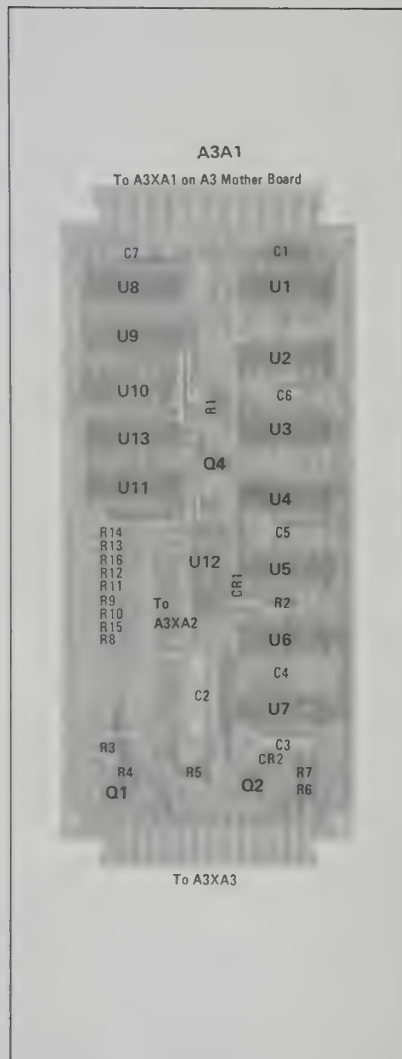 A3A1
To A3XA1 on A3 Mother Board
C7 C1
U8 U1
U9
U2
U10 C6
R1
U13 U3
Q4
U11 U4
R14 C5
R13
R16 U12 U5
R12
R11 CR1
R9 To R2
R10 A3XA2
R15
R8 U6
C4
C2
U7
R3 C3
CR2
R4 R5 R7
Q1 Q2 R6
To A3XA3